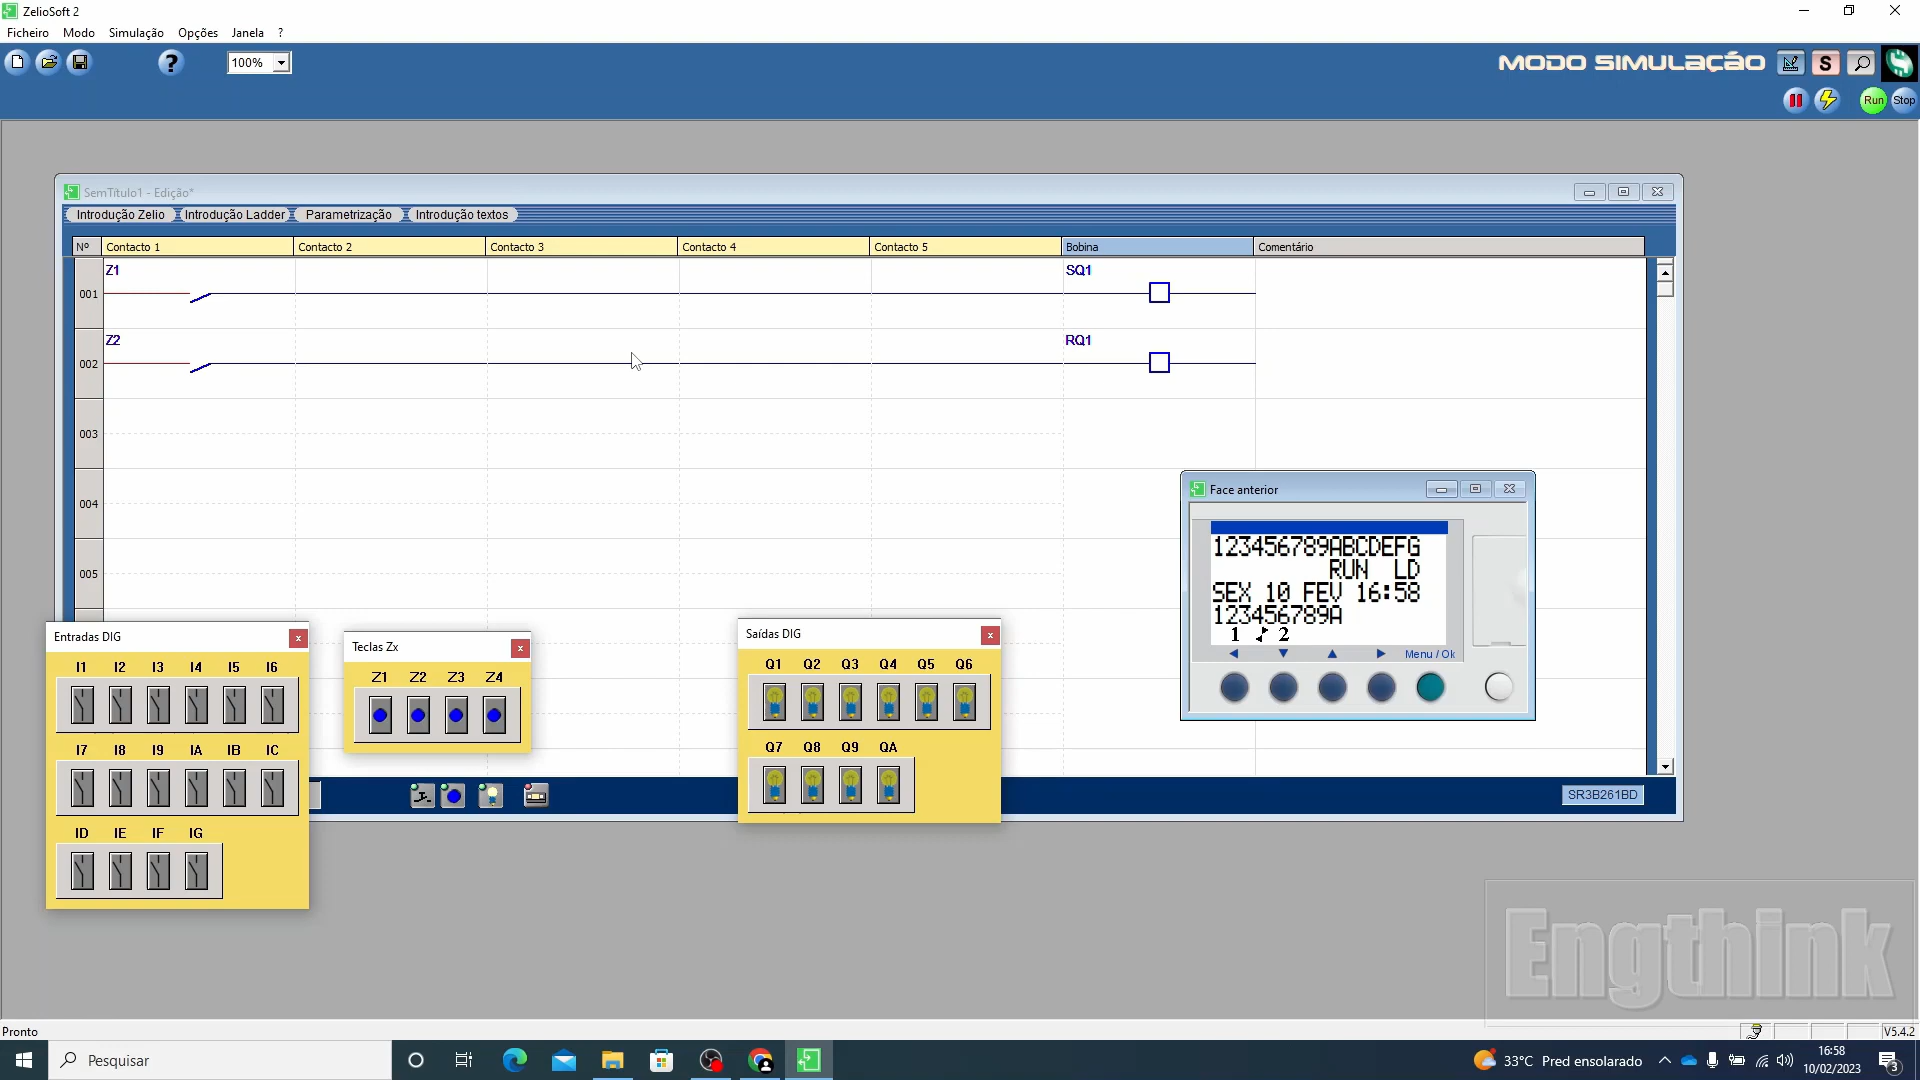 ZelioSoft 2
Ficheiro Modo Simulação Opções Janela ?
100%
MODO SIMULAÇÃO
S
Run Stop
SemTítulo1 - Edição*
Introdução Zelio Introdução Ladder Parametrização Introdução textos
Nº Contacto 1 Contacto 2 Contacto 3 Contacto 4 Contacto 5 Bobina Comentário
Z1 SQ1
001
Z2 RQ1
002
003
004
005
Face anterior
123456789ABCDEFG
RUN LD
SEX 10 FEV 16:58
123456789A
1 2
Menu / Ok
Entradas DIG
I1 I2 I3 I4 I5 I6
I7 I8 I9 IA IB IC
ID IE IF IG
Teclas Zx
Z1 Z2 Z3 Z4
Saídas DIG
Q1 Q2 Q3 Q4 Q5 Q6
Q7 Q8 Q9 QA
SR3B261BD
Engthink
Pronto
V5.4.2
Pesquisar
33°C Pred ensolarado
16:58
10/02/2023
3